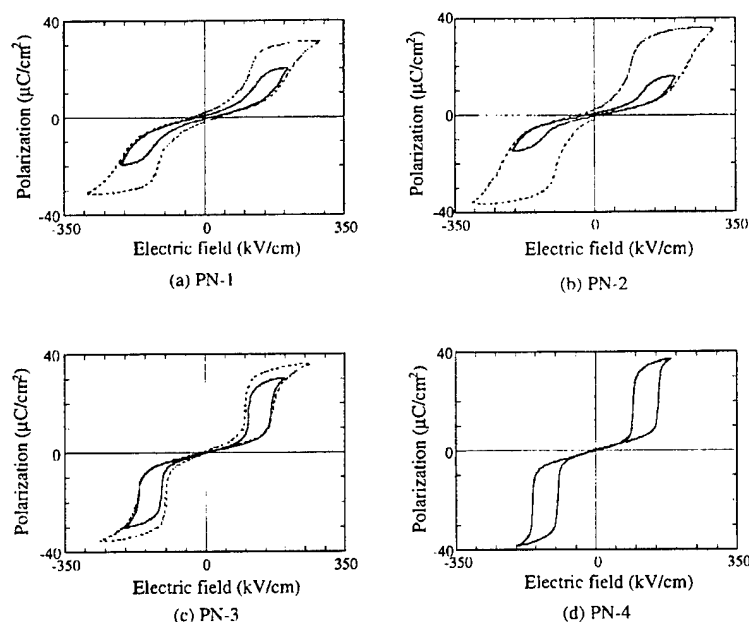 40
Polarization (μC/cm²)
0
-40
-350
0
350
Electric field (kV/cm)
(a) PN-1
40
Polarization (μC/cm²)
0
-40
-350
0
350
Electric field (kV/cm)
(b) PN-2
40
Polarization (μC/cm²)
0
-40
-350
0
350
Electric field (kV/cm)
(c) PN-3
40
Polarization (μC/cm²)
0
-40
-350
0
350
Electric field (kV/cm)
(d) PN-4